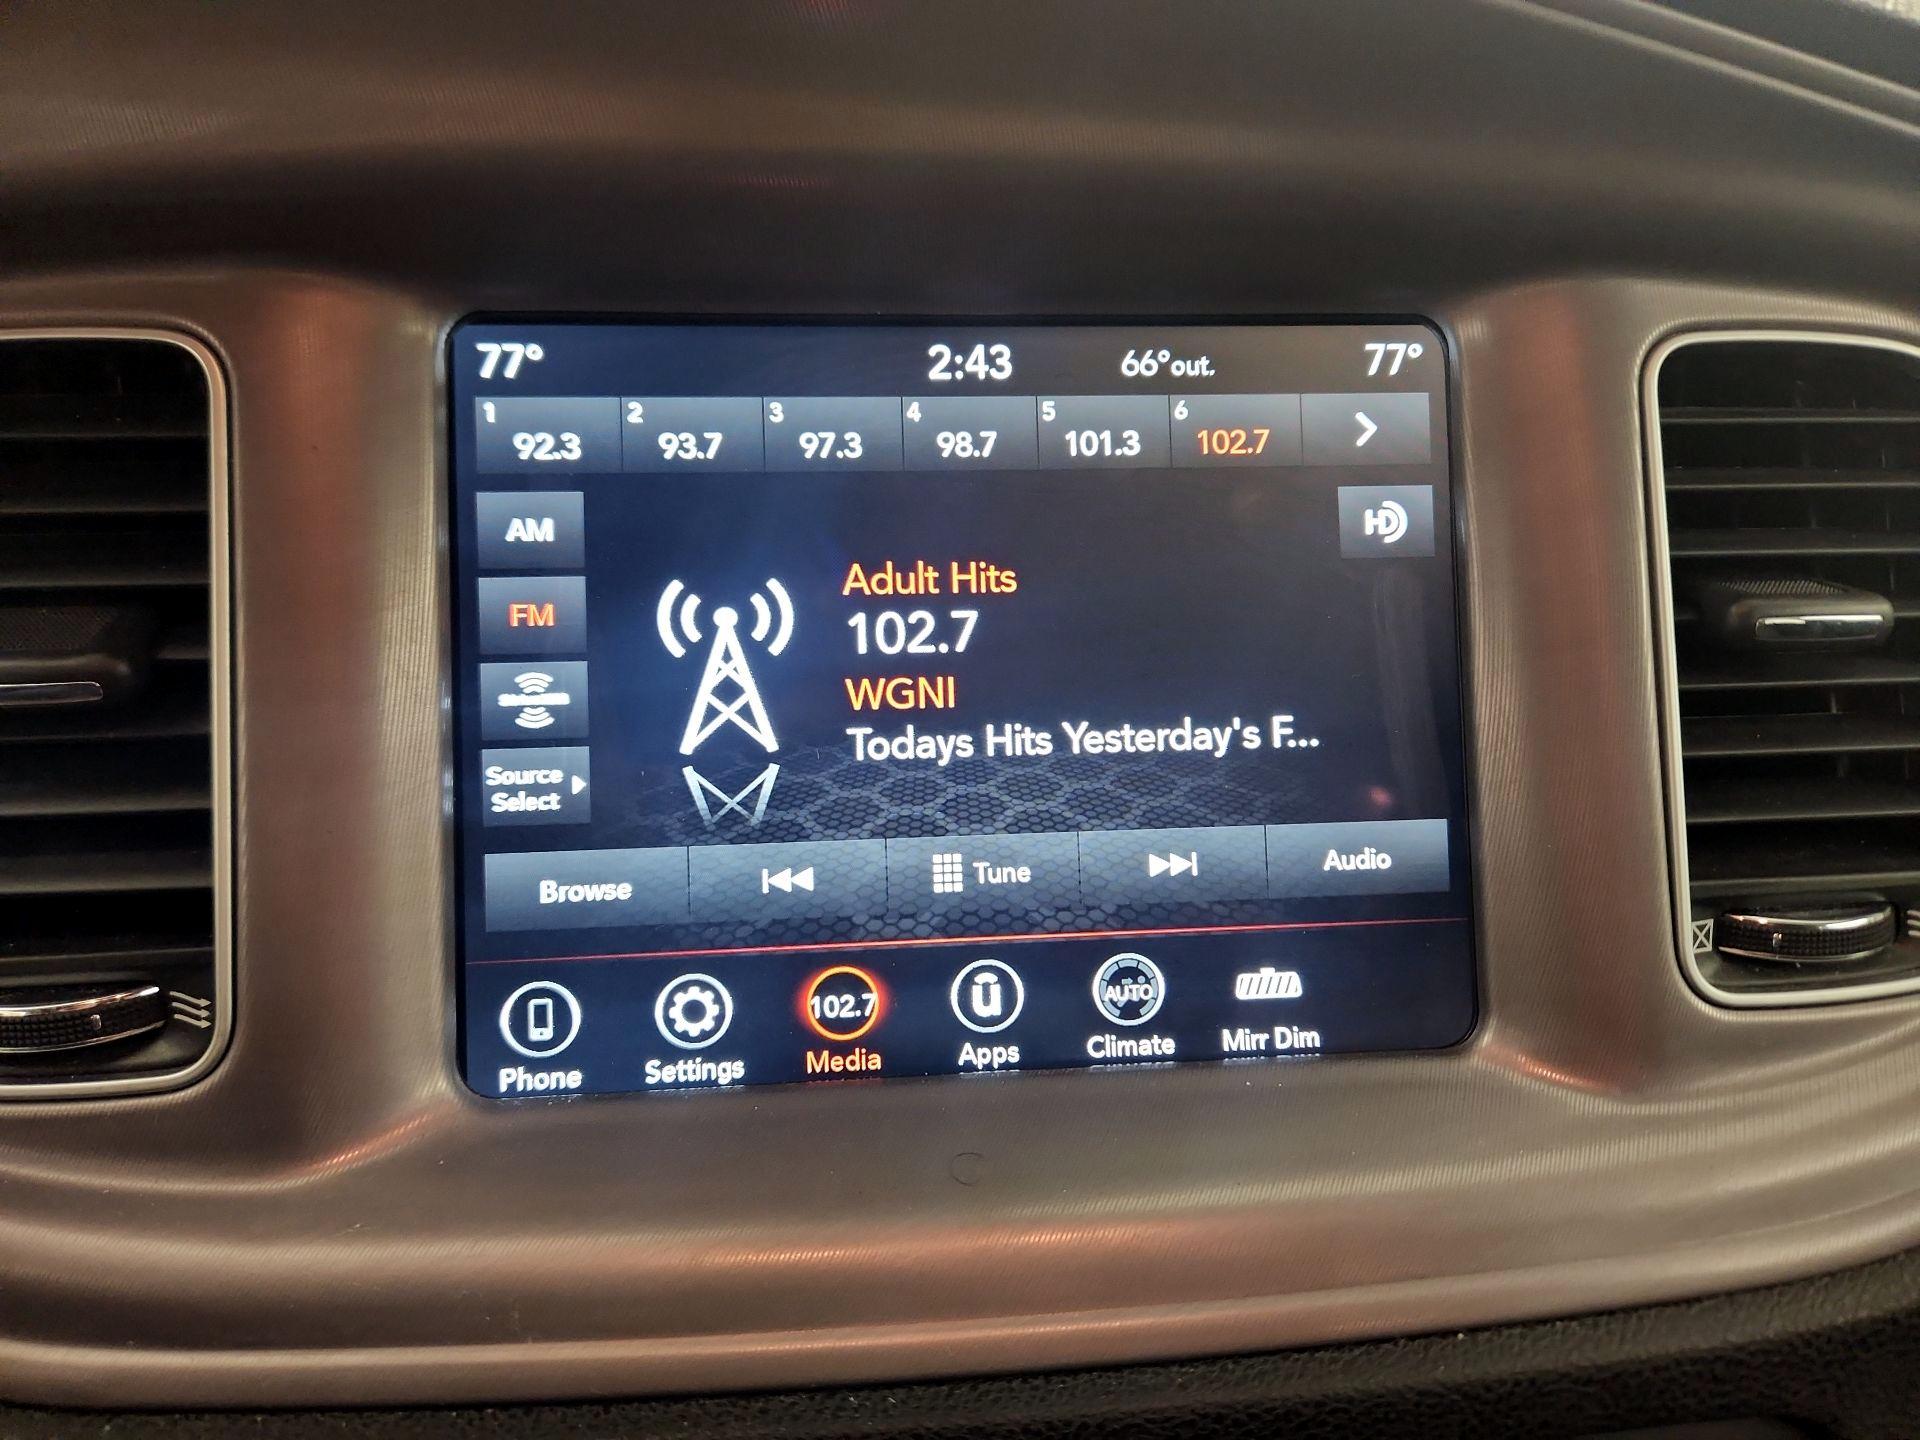 77° 2:43 66°out. 77°
1 2 3 4 5 6
92.3 93.7 97.3 98.7 101.3 102.7
AM
HD
FM
Adult Hits
102.7
WGNI
Todays Hits Yesterday's F...
Source
Select
Browse Tune Audio
102.7 AUTO
Phone Settings Media Apps Climate Mirr Dim